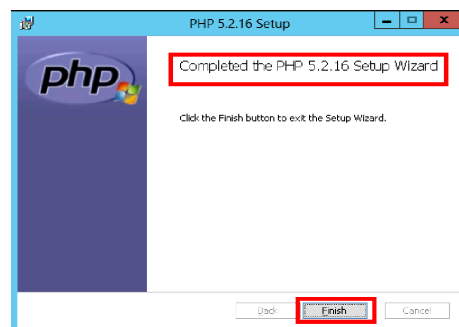 PHP 5.2.16 Setup
php
Completed the PHP 5.2.16 Setup Wizard
Click the Finish button to exit the Setup Wizard.
Back Finish Cancel